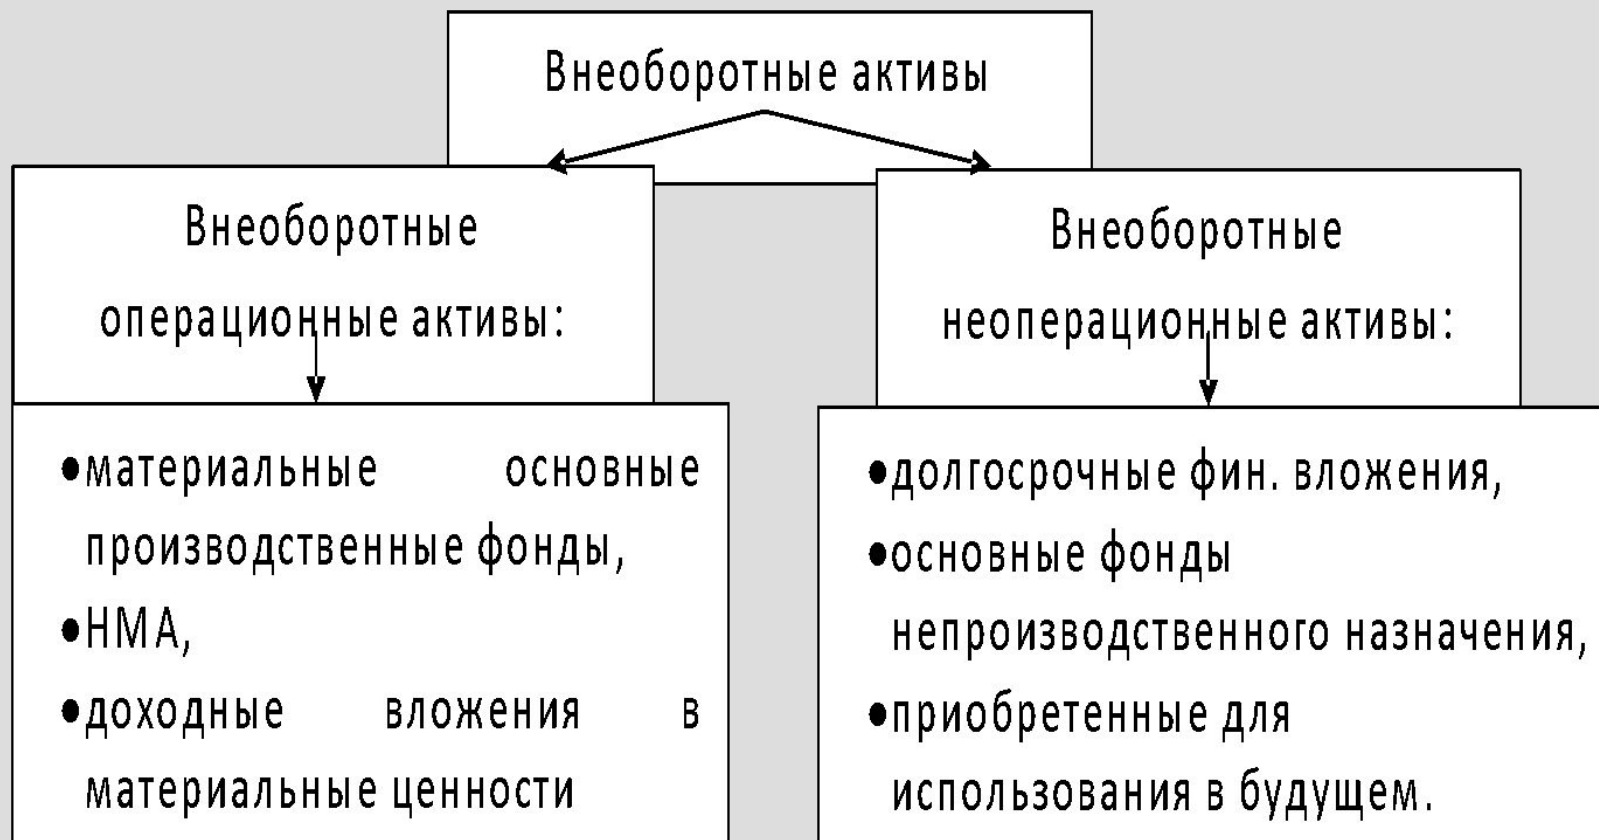 Внеоборотные активы
Внеоборотные
операционные активы:
•материальные основные
производственные фонды,
•НМА,
•доходные вложения в
материальные ценности
Внеоборотные
неоперационные активы:
•долгосрочные фин. вложения,
•основные фонды
непроизводственного назначения,
•приобретенные для
использования в будущем.